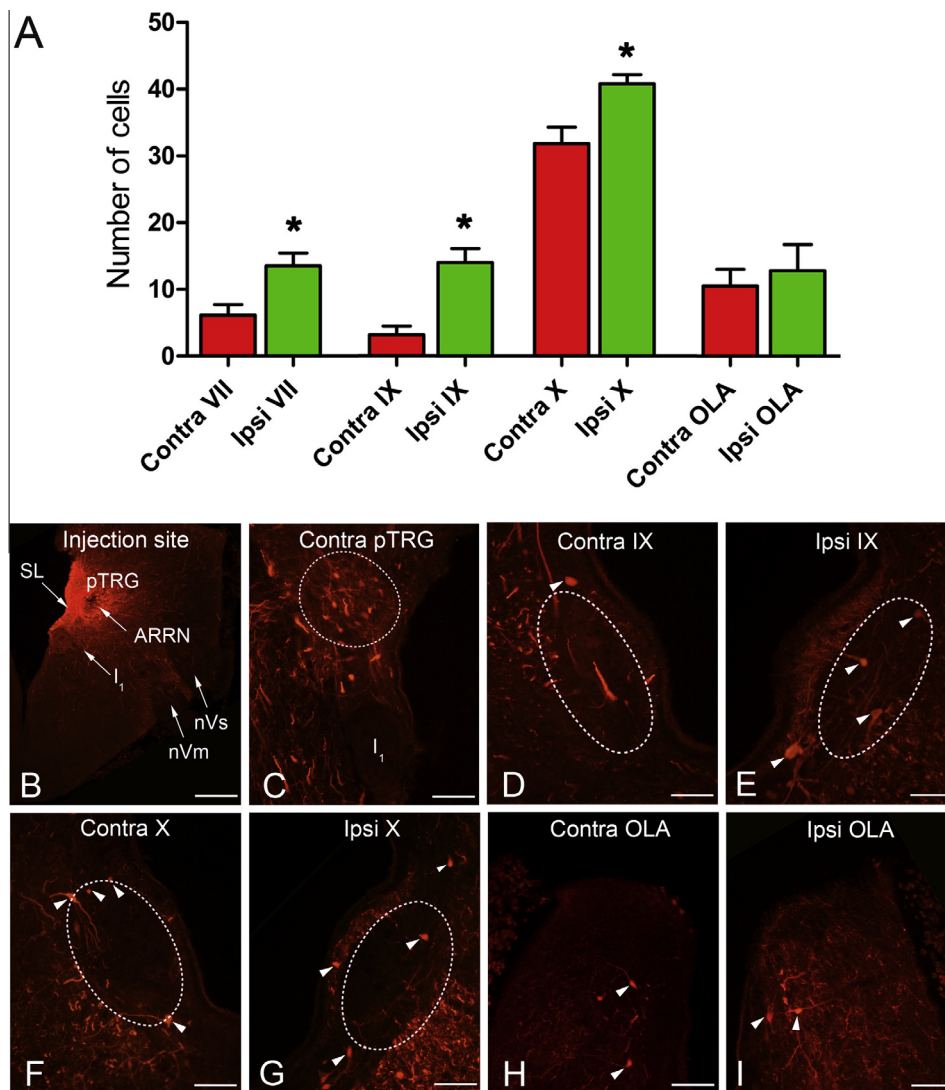 A
50
40
30
20
10
0
Number of cells
*
*
*
Contra VII
Ipsi VII
Contra IX
Ipsi IX
Contra X
Ipsi X
Contra OLA
Ipsi OLA
Injection site
SL
pTRG
ARRN
I1
nVs
nVm
B
Contra pTRG
I1
C
Contra IX
D
Ipsi IX
E
Contra X
F
Ipsi X
G
Contra OLA
H
Ipsi OLA
I